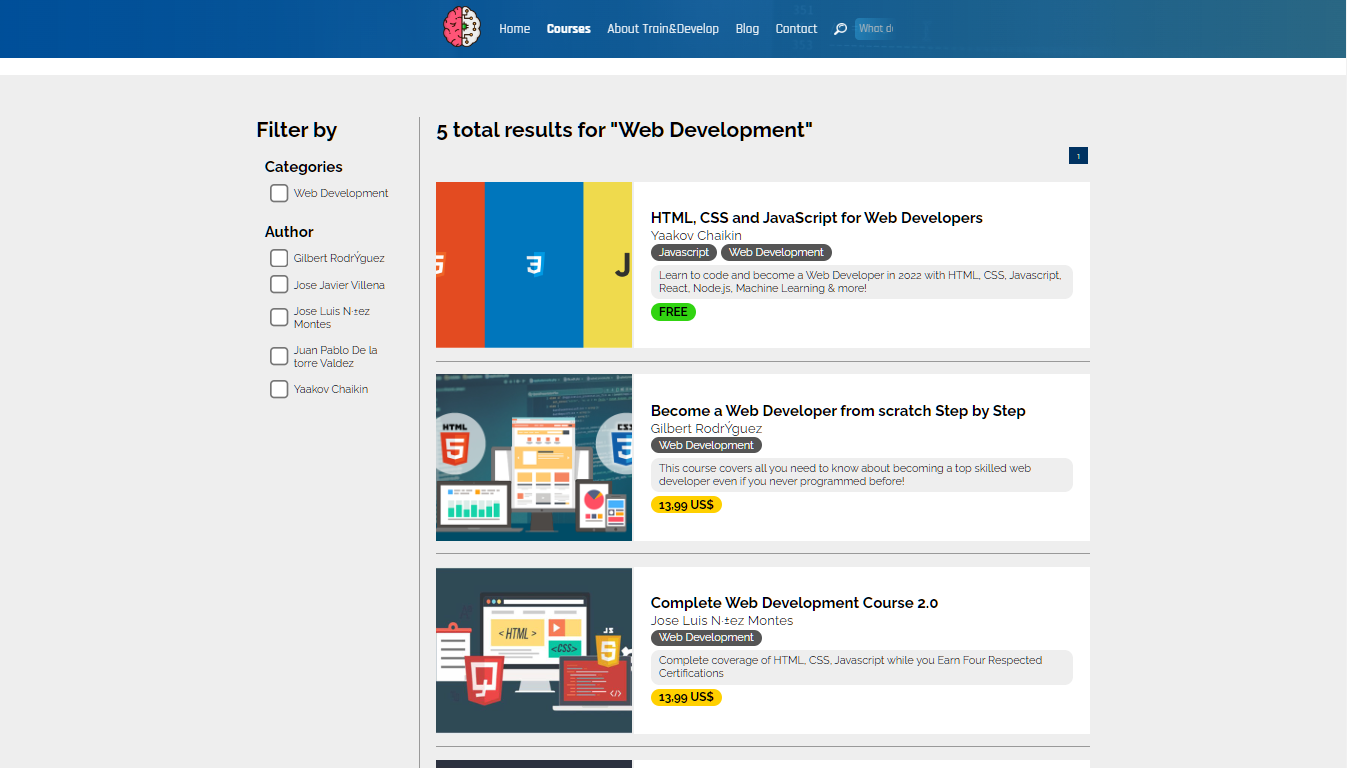 Home Courses About Train&Develop Blog Contact What do
Filter by
Categories
Web Development
Author
Gilbert RodrÝguez
Jose Javier Villena
Jose Luis N·±ez
Montes
Juan Pablo De la
torre Valdez
Yaakov Chaikin
5 total results for "Web Development"
1
5
3
J
HTML, CSS and JavaScript for Web Developers
Yaakov Chaikin
Javascript Web Development
Learn to code and become a Web Developer in 2022 with HTML, CSS, Javascript,
React, Node.js, Machine Learning & more!
FREE
HTML
5
CSS
3
Become a Web Developer from scratch Step by Step
Gilbert RodrÝguez
Web Development
This course covers all you need to know about becoming a top skilled web
developer even if you never programmed before!
13,99 US$
<HTML>
<CSS>
JS
5
</>
Complete Web Development Course 2.0
Jose Luis N·±ez Montes
Web Development
Complete coverage of HTML, CSS, Javascript while you Earn Four Respected
Certifications
13,99 US$